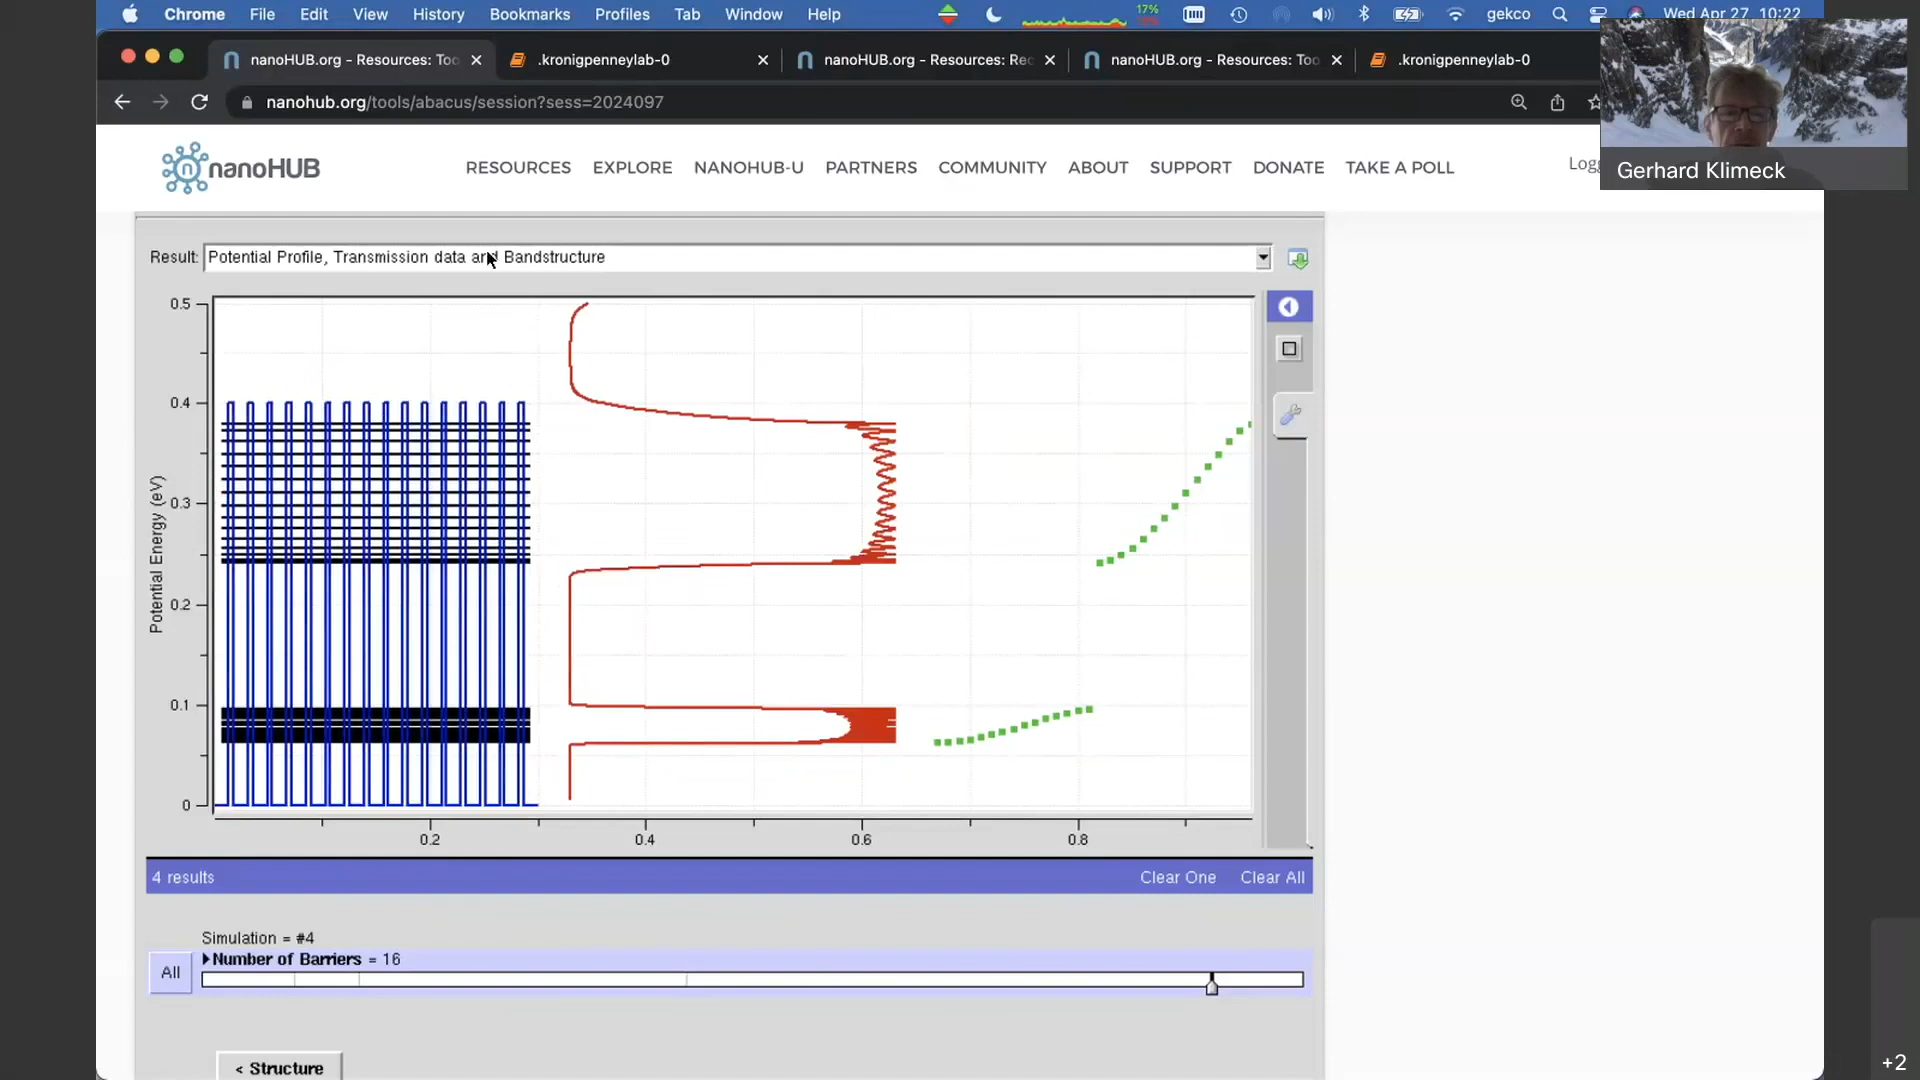 Chrome File Edit View History Bookmarks Profiles Tab Window Help 17% gekco Wed Apr 27 10:22
nanoHUB.org - Resources: Too .kronigpenneylab-0 nanoHUB.org - Resources: Rec nanoHUB.org - Resources: Too .kronigpenneylab-0
nanohub.org/tools/abacus/session?sess=2024097
nanoHUB RESOURCES EXPLORE NANOHUB-U PARTNERS COMMUNITY ABOUT SUPPORT DONATE TAKE A POLL Logg
Gerhard Klimeck
Result: Potential Profile, Transmission data and Bandstructure
0.5
0.4
0.3
0.2
0.1
0
Potential Energy (eV)
0.2 0.4 0.6 0.8
4 results Clear One Clear All
Simulation = #4
All Number of Barriers = 16
< Structure
+2